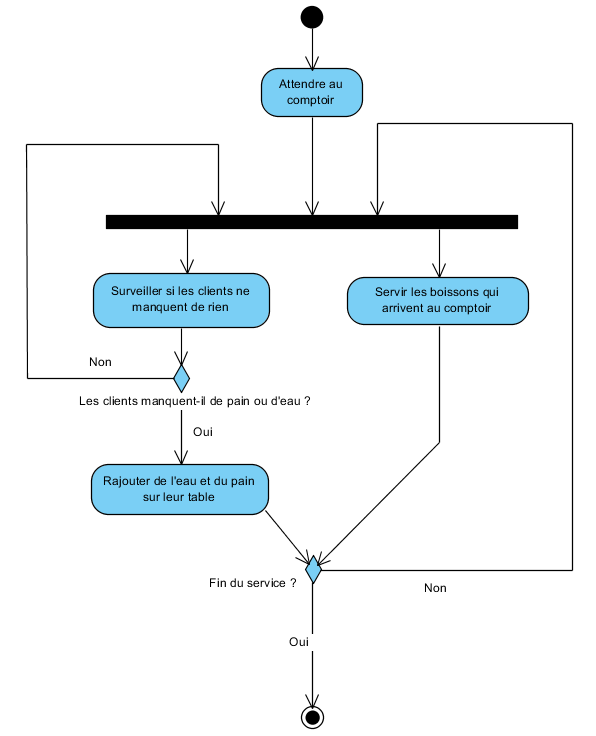 Attendre au
comptoir
Surveiller si les clients ne
manquent de rien
Servir les boissons qui
arrivent au comptoir
Non
Les clients manquent-il de pain ou d'eau ?
Oui
Rajouter de l'eau et du pain
sur leur table
Fin du service ?
Non
Oui